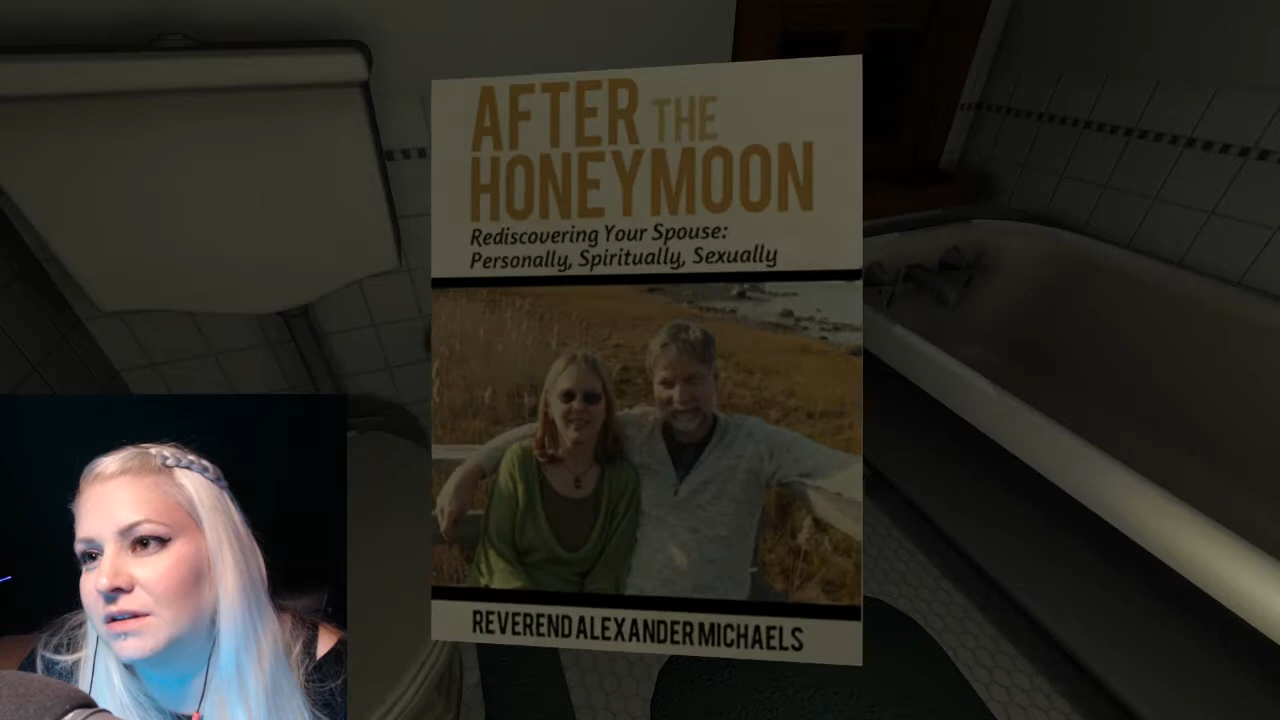 AFTER THE
HONEYMOON
Rediscovering Your Spouse:
Personally, Spiritually, Sexually
REVEREND ALEXANDER MICHAELS